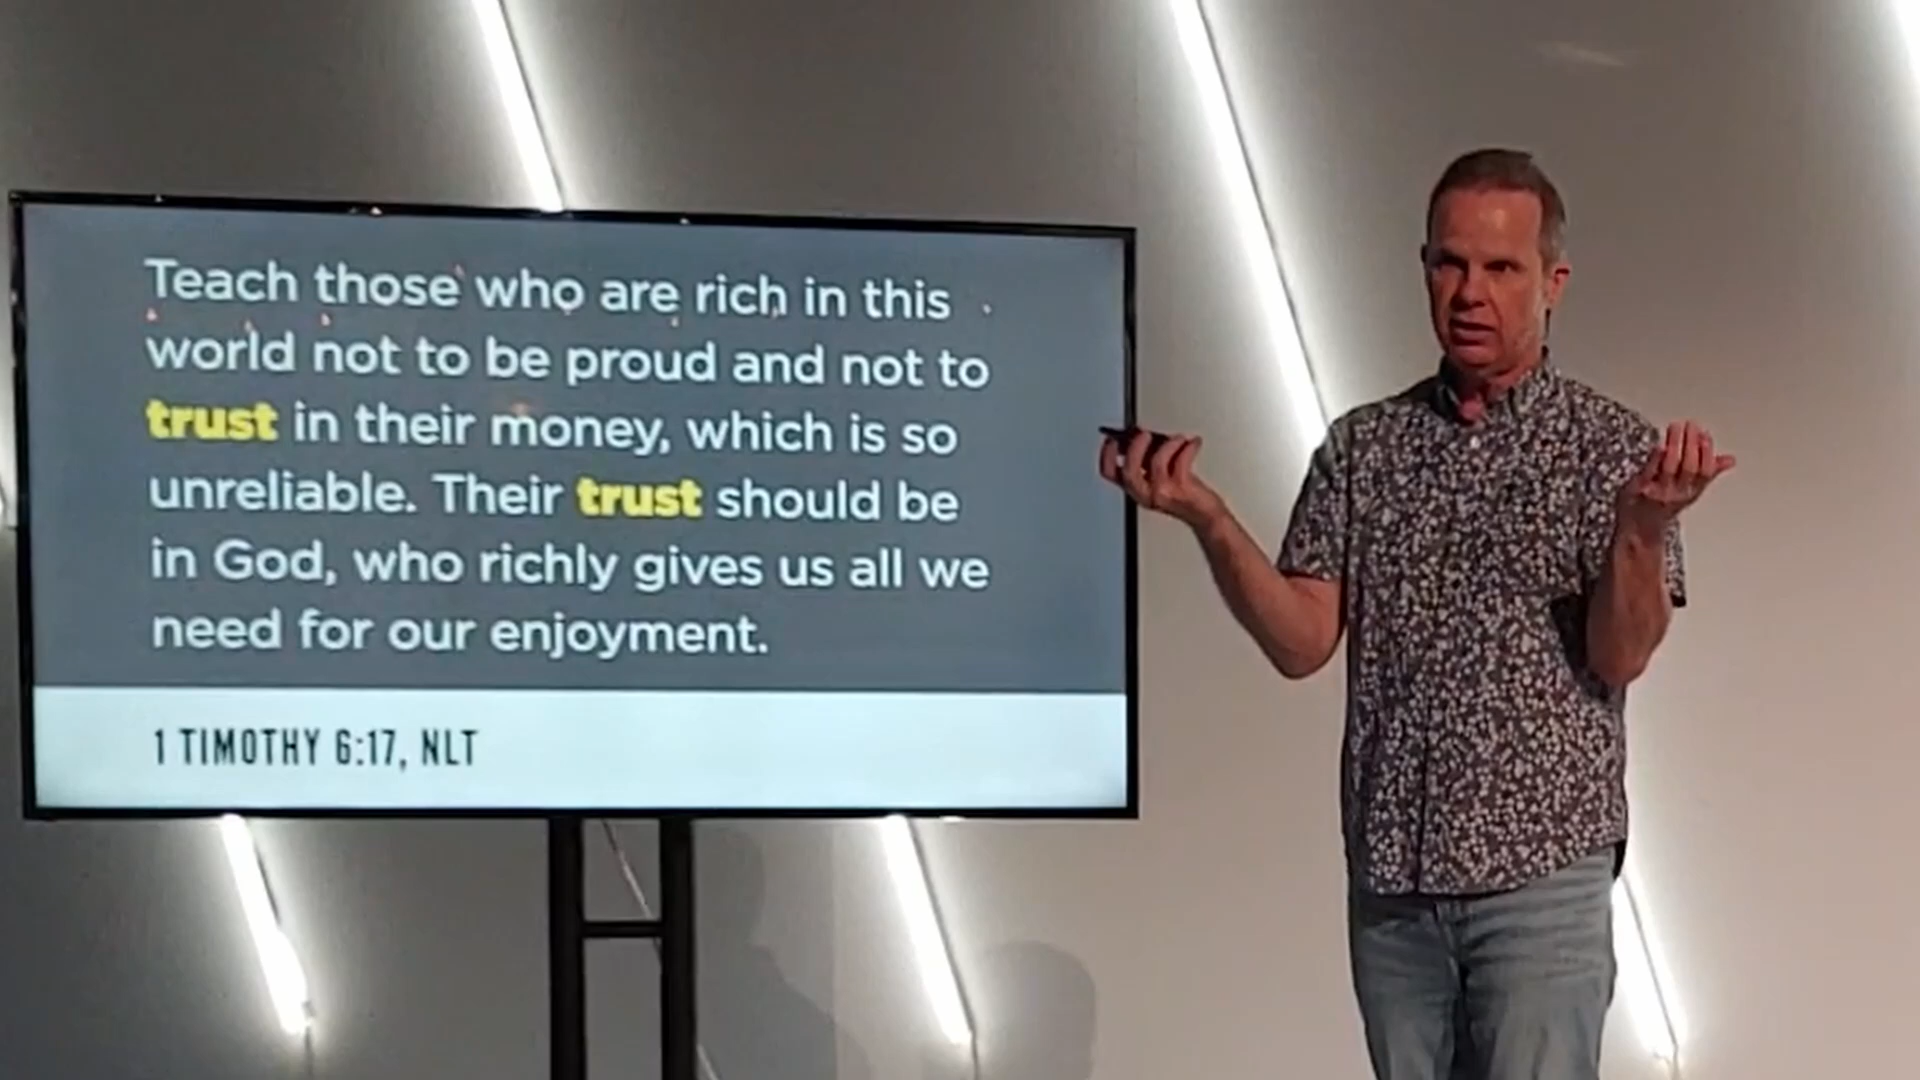 Teach those who are rich in this
world not to be proud and not to
trust in their money, which is so
unreliable. Their trust should be
in God, who richly gives us all we
need for our enjoyment.
1 TIMOTHY 6:17, NLT